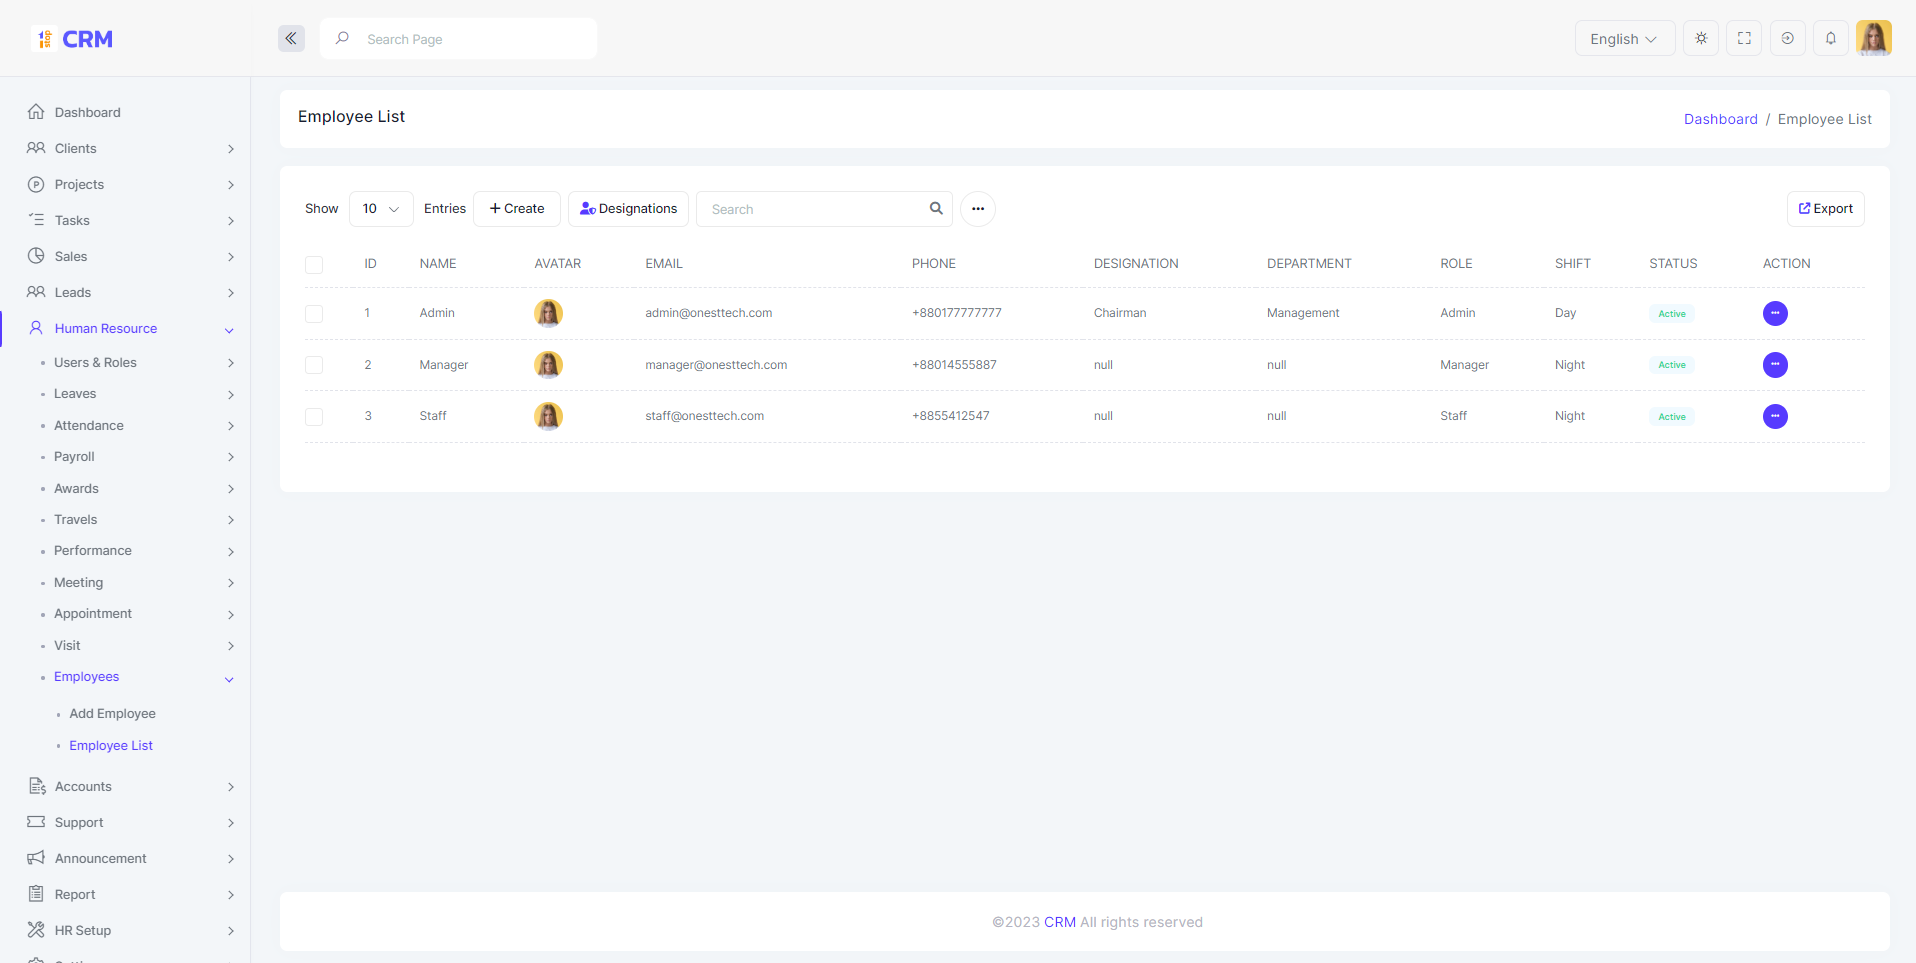 1 stop CRM
Search Page
English
Dashboard
Clients
Projects
Tasks
Sales
Leads
Human Resource
Users & Roles
Leaves
Attendance
Payroll
Awards
Travels
Performance
Meeting
Appointment
Visit
Employees
Add Employee
Employee List
Accounts
Support
Announcement
Report
HR Setup
Employee List
Dashboard / Employee List
Show 10 Entries + Create Designations Search ••• Export
ID NAME AVATAR EMAIL PHONE DESIGNATION DEPARTMENT ROLE SHIFT STATUS ACTION
1 Admin admin@onesttech.com +880177777777 Chairman Management Admin Day Active
2 Manager manager@onesttech.com +88014555887 null null Manager Night Active
3 Staff staff@onesttech.com +8855412547 null null Staff Night Active
©2023 CRM All rights reserved